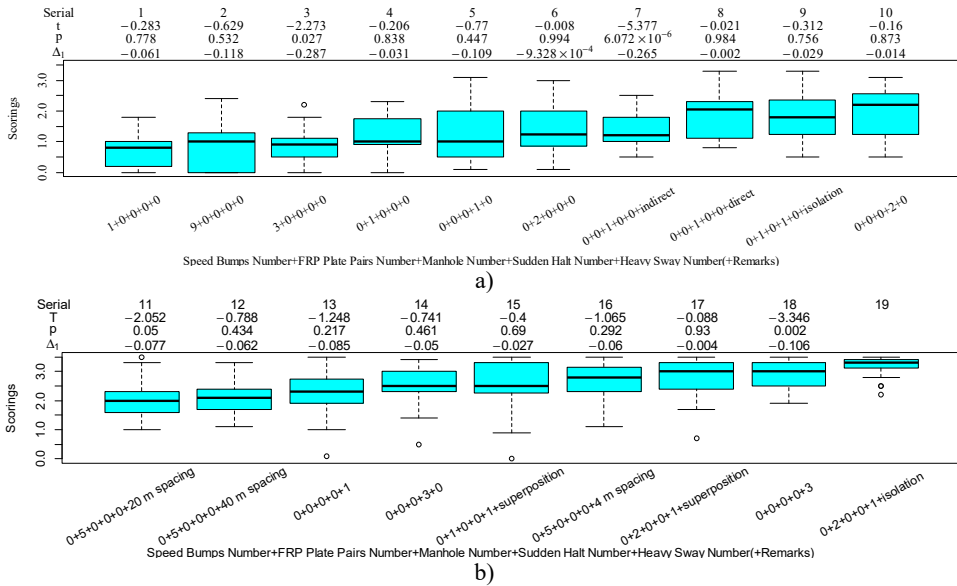 Serial 1 2 3 4 5 6 7 8 9 10
t −0.283 −0.629 −2.273 −0.206 −0.77 −0.008 −5.377 −0.021 −0.312 −0.16
P 0.778 0.532 0.027 0.838 0.447 0.994 6.072×10⁻⁶ 0.984 0.756 0.873
Δ₁ −0.061 −0.118 −0.287 −0.031 −0.109 −9.328×10⁻⁴ −0.265 −0.002 −0.029 −0.014
Scorings
3.0
2.0
1.0
0.0
1+0+0+0+0 9+0+0+0+0 3+0+0+0+0 0+1+0+0+0 0+0+0+1+0 0+2+0+0+0 0+0+1+0+0+indirect 0+0+1+0+0+direct 0+1+0+1+0+isolation 0+0+0+2+0
Speed Bumps Number+FRP Plate Pairs Number+Manhole Number+Sudden Halt Number+Heavy Sway Number(+Remarks)
a)
Serial 11 12 13 14 15 16 17 18 19
T −2.052 −0.788 −1.248 −0.741 −0.4 −1.065 −0.088 −3.346
P 0.05 0.434 0.217 0.461 0.69 0.292 0.93 0.002
Δ₁ −0.077 −0.062 −0.085 −0.05 −0.027 −0.06 −0.004 −0.106
Scorings
3.0
2.0
1.0
0.0
0+5+0+0+0+20 m spacing 0+5+0+0+0+40 m spacing 0+0+0+0+1 0+0+0+3+0 0+1+0+0+1+superposition 0+5+0+0+0+4 m spacing 0+2+0+0+1+superposition 0+0+0+0+3 0+2+0+0+1+isolation
Speed Bumps Number+FRP Plate Pairs Number+Manhole Number+Sudden Halt Number+Heavy Sway Number(+Remarks)
b)